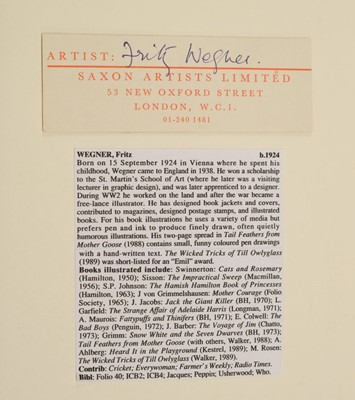 ARTIST: Fritz Wegner.
SAXON ARTISTS LIMITED
53 NEW OXFORD STREET
LONDON, W.C.1.
01-240 1481
WEGNER, Fritz b.1924
Born on 15 September 1924 in Vienna where he spent his
childhood, Wegner came to England in 1938. He won a scholarship
to the St. Martin's School of Art (where he later was a visiting
lecturer in graphic design), and was later apprenticed to a designer.
During WW2 he worked on the land and after the war became a
free-lance illustrator. He has designed book jackets and covers,
contributed to magazines, designed postage stamps, and illustrated
books. For his book illustrations he uses a variety of media but
prefers pen and ink to produce finely drawn, often quietly
humorous illustrations. His two-page spread in Tail Feathers from
Mother Goose (1988) contains small, funny coloured pen drawings
with a hand-written text. The Wicked Tricks of Till Owlyglass
(1989) was short-listed for an "Emil" award.
Books illustrated include: Swinnerton: Cats and Rosemary
(Hamilton, 1950); Sisson: The Impractical Sweep (Macmillan,
1956); S.P. Johnson: The Hamish Hamilton Book of Princesses
(Hamilton, 1963); J von Grimmelshausen: Mother Courage (Folio
Society, 1965); J. Jacobs: Jack the Giant Killer (BH, 1970); L.
Garfield: The Strange Affair of Adelaide Harris (Longman, 1971);
A. Maurois: Fattypuffs and Thinifers (BH, 1971); E. Colwell: The
Bad Boys (Penguin, 1972); J. Barber: The Voyage of Jim (Chatto,
1973); Grimm: Snow White and the Seven Dwarves (BH, 1973);
Tail Feathers from Mother Goose (with others, Walker, 1988); A.
Ahlberg: Heard It in the Playground (Kestrel, 1989); M. Rosen:
The Wicked Tricks of Till Owlyglass (Walker, 1989).
Contrib: Cricket; Everywoman; Farmer's Weekly; Radio Times.
Bibl: Folio 40; ICB2; ICB4; Jacques; Peppin; Usherwood; Who.